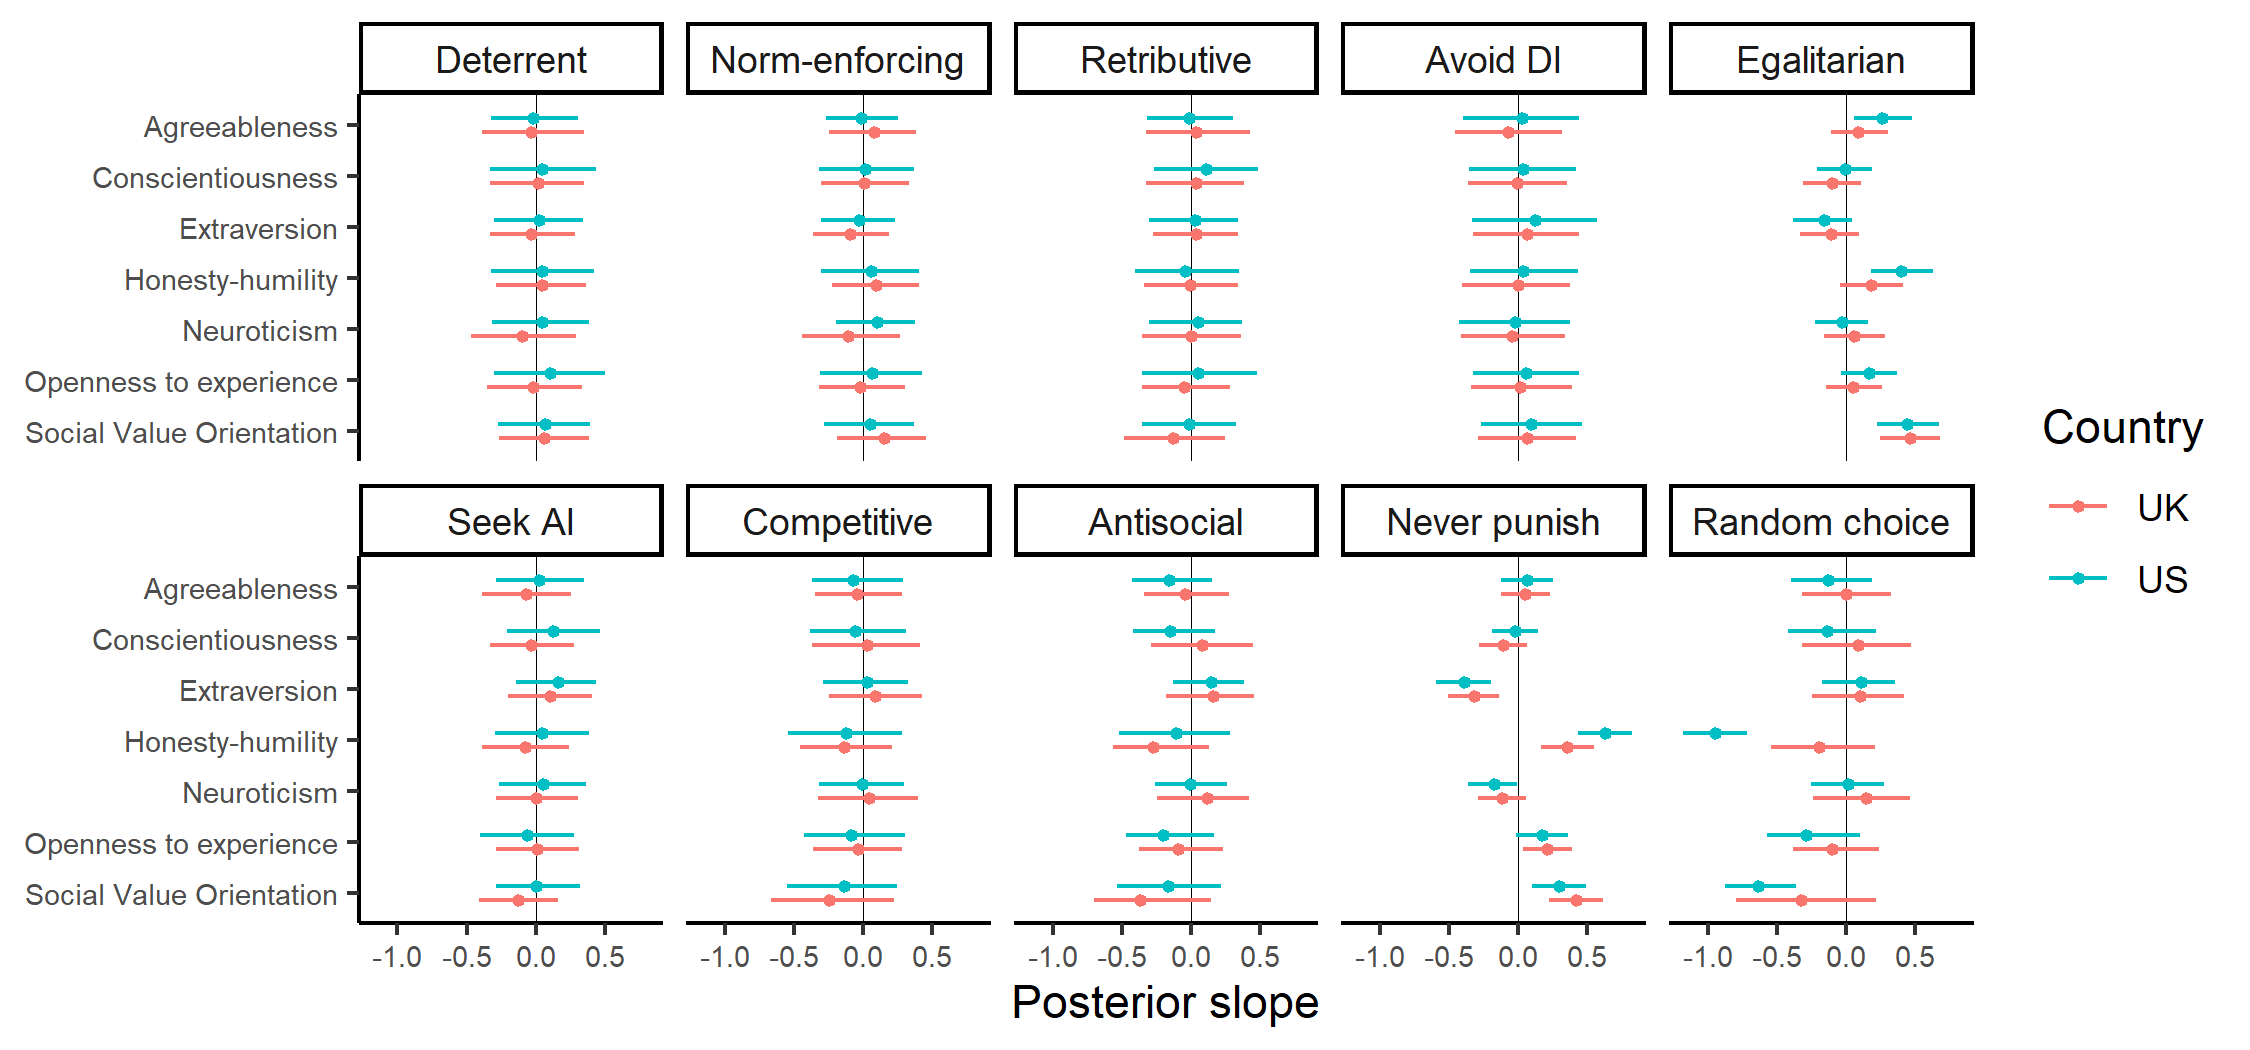 Deterrent Norm-enforcing Retributive Avoid DI Egalitarian
Agreeableness
Conscientiousness
Extraversion
Honesty-humility
Neuroticism
Openness to experience
Social Value Orientation
Country
UK
US
Seek AI Competitive Antisocial Never punish Random choice
Agreeableness
Conscientiousness
Extraversion
Honesty-humility
Neuroticism
Openness to experience
Social Value Orientation
-1.0 -0.5 0.0 0.5 -1.0 -0.5 0.0 0.5 -1.0 -0.5 0.0 0.5 -1.0 -0.5 0.0 0.5 -1.0 -0.5 0.0 0.5
Posterior slope